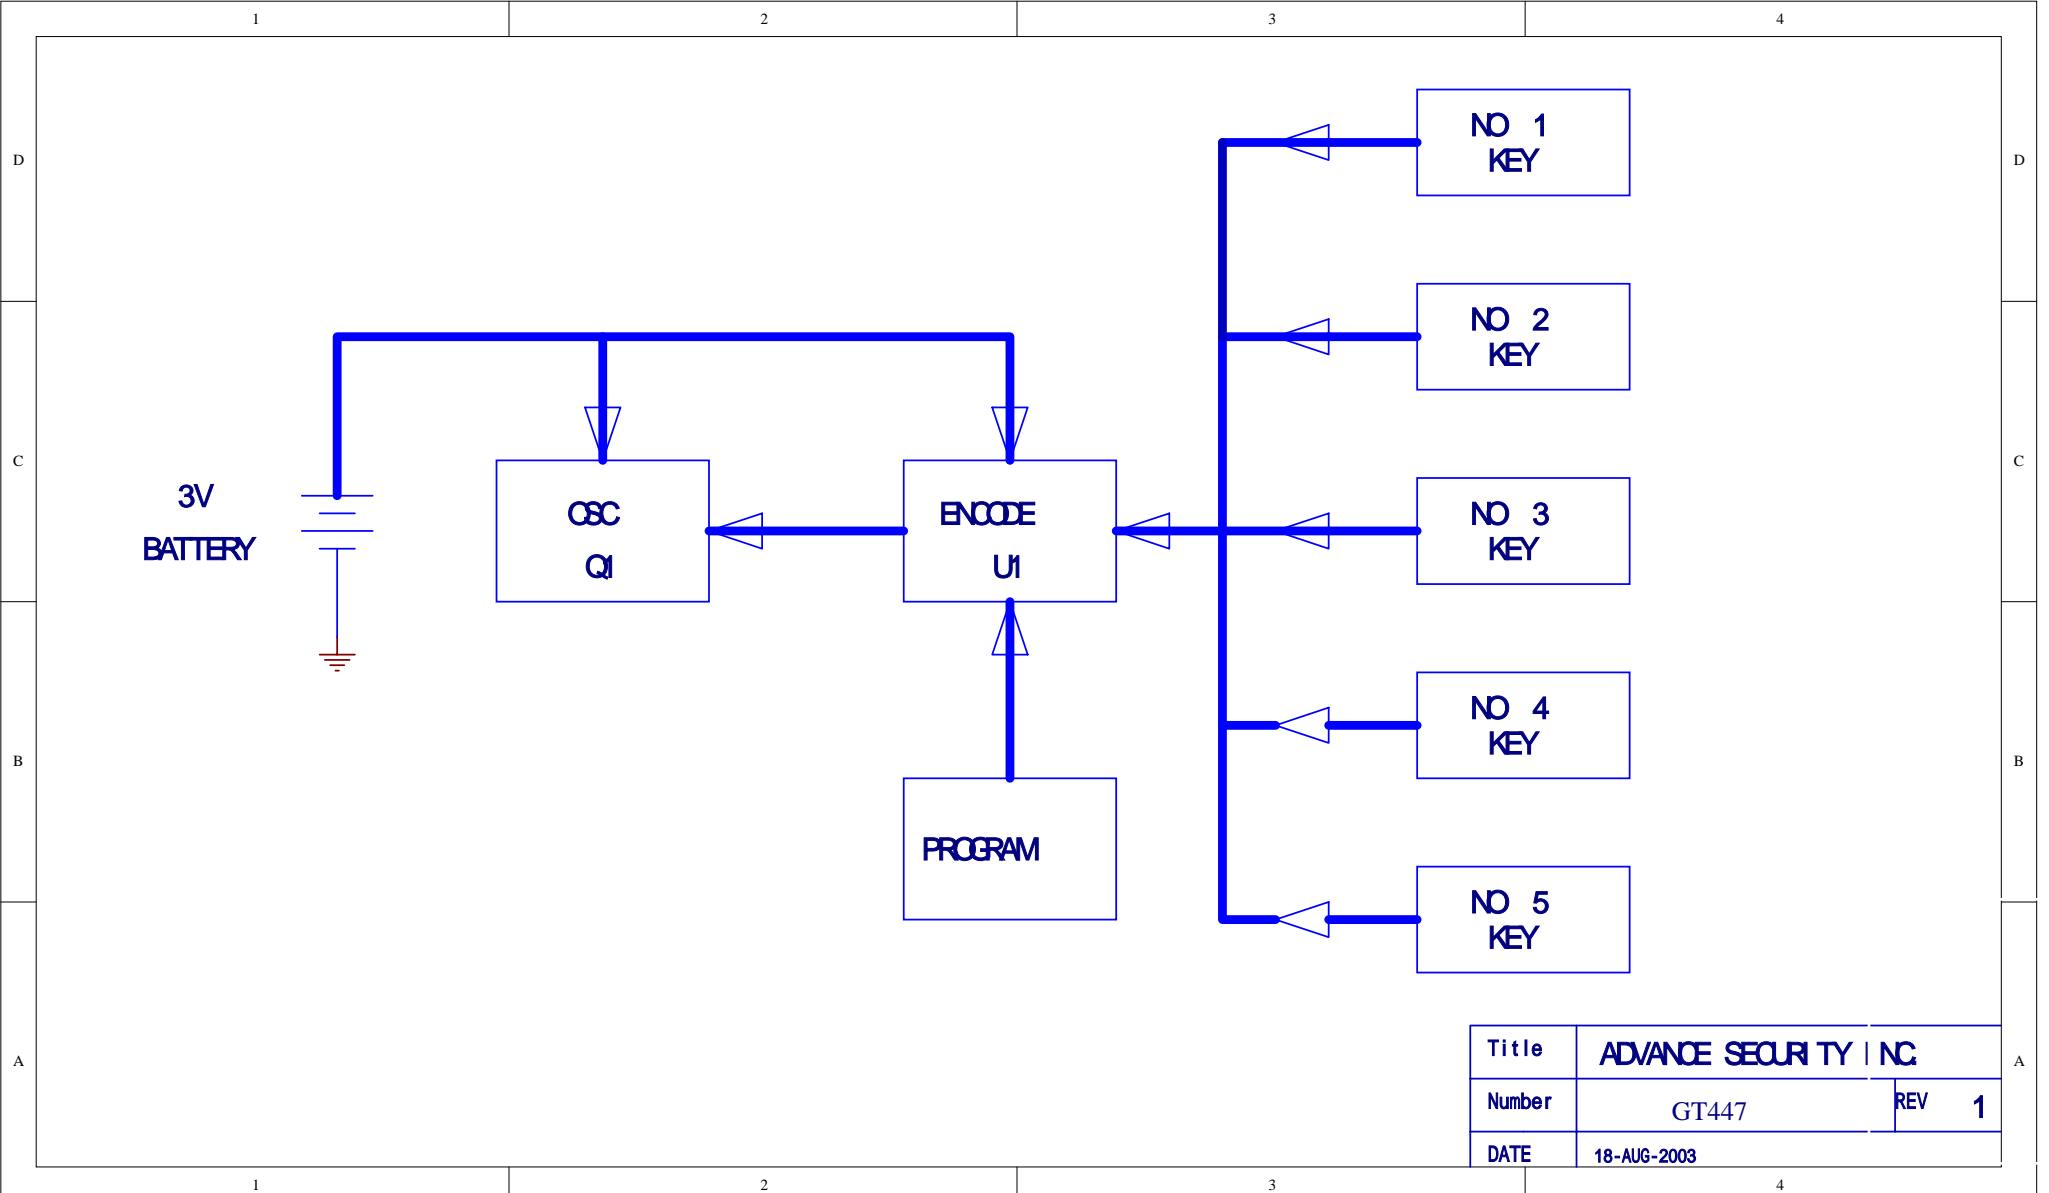 1 2 3 4
D D
NO 1
KEY
NO 2
KEY
C C
3V
BATTERY
OSC
Q1
ENCODE
U1
NO 3
KEY
NO 4
KEY
B B
PROGRAM
NO 5
KEY
A A
Title ADVANCE SECURITY INC.
Number GT447 REV 1
DATE 18-AUG-2003
1 2 3 4